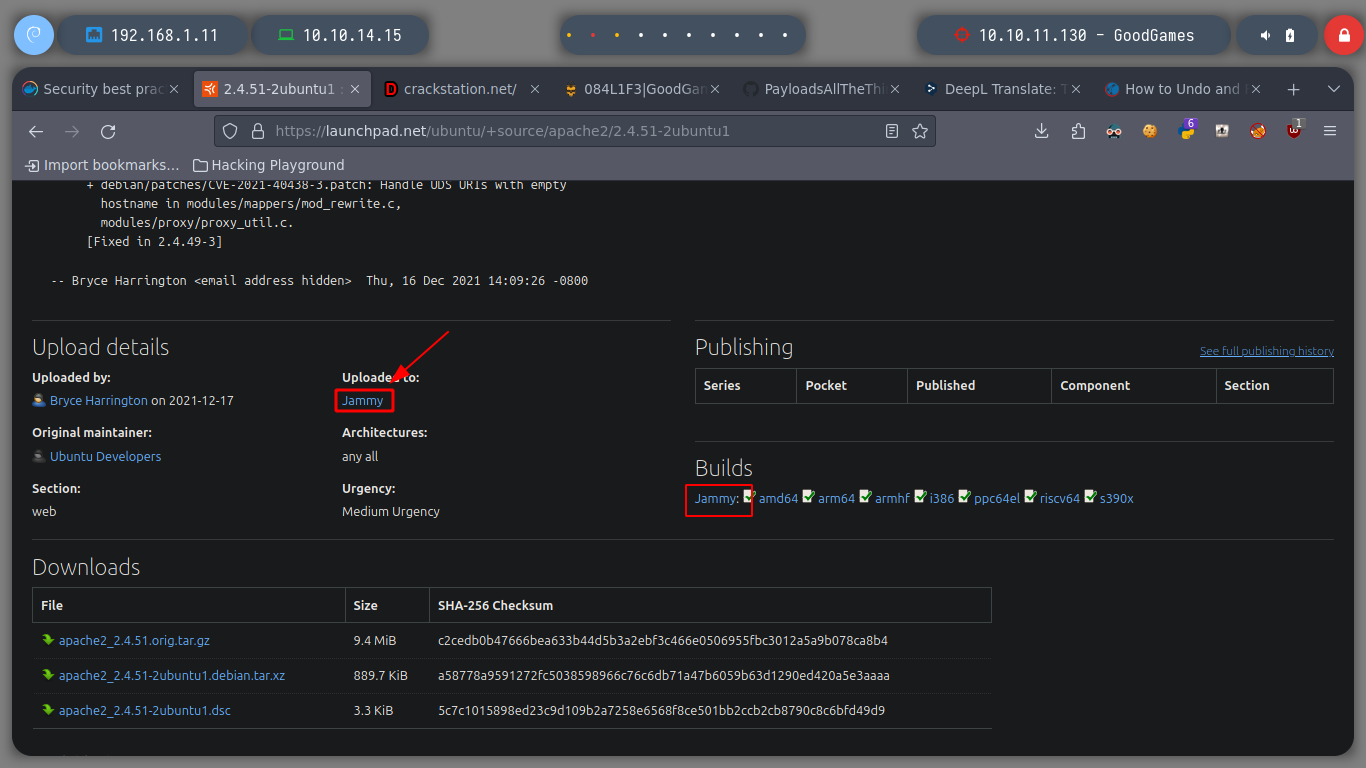 192.168.1.11
10.10.14.15
10.10.11.130 - GoodGames
Security best prac
2.4.51-2ubuntu1
crackstation.net/
084L1F3|GoodGa
PayloadsAllTheThi
DeepL Translate: T
How to Undo and
https://launchpad.net/ubuntu/+source/apache2/2.4.51-2ubuntu1
6
1
Import bookmarks...
Hacking Playground
+ debian/patches/CVE-2021-40438-3.patch: Handle UDS URIs with empty
hostname in modules/mappers/mod_rewrite.c,
modules/proxy/proxy_util.c.
[Fixed in 2.4.49-3]
-- Bryce Harrington <email address hidden>  Thu, 16 Dec 2021 14:09:26 -0800
Upload details
Uploaded by:
Bryce Harrington on 2021-12-17
Uploaded to:
Jammy
Original maintainer:
Ubuntu Developers
Architectures:
any all
Section:
web
Urgency:
Medium Urgency
Publishing
See full publishing history
Series Pocket Published Component Section
Builds
Jammy: amd64 arm64 armhf i386 ppc64el riscv64 s390x
Downloads
File Size SHA-256 Checksum
apache2_2.4.51.orig.tar.gz 9.4 MiB c2cedb0b47666bea633b44d5b3a2ebf3c466e0506955fbc3012a5a9b078ca8b4
apache2_2.4.51-2ubuntu1.debian.tar.xz 889.7 KiB a58778a9591272fc5038598966c76c6db71a47b6059b63d1290ed420a5e3aaaa
apache2_2.4.51-2ubuntu1.dsc 3.3 KiB 5c7c1015898ed23c9d109b2a7258e6568f8ce501bb2ccb2cb8790c8c6bfd49d9